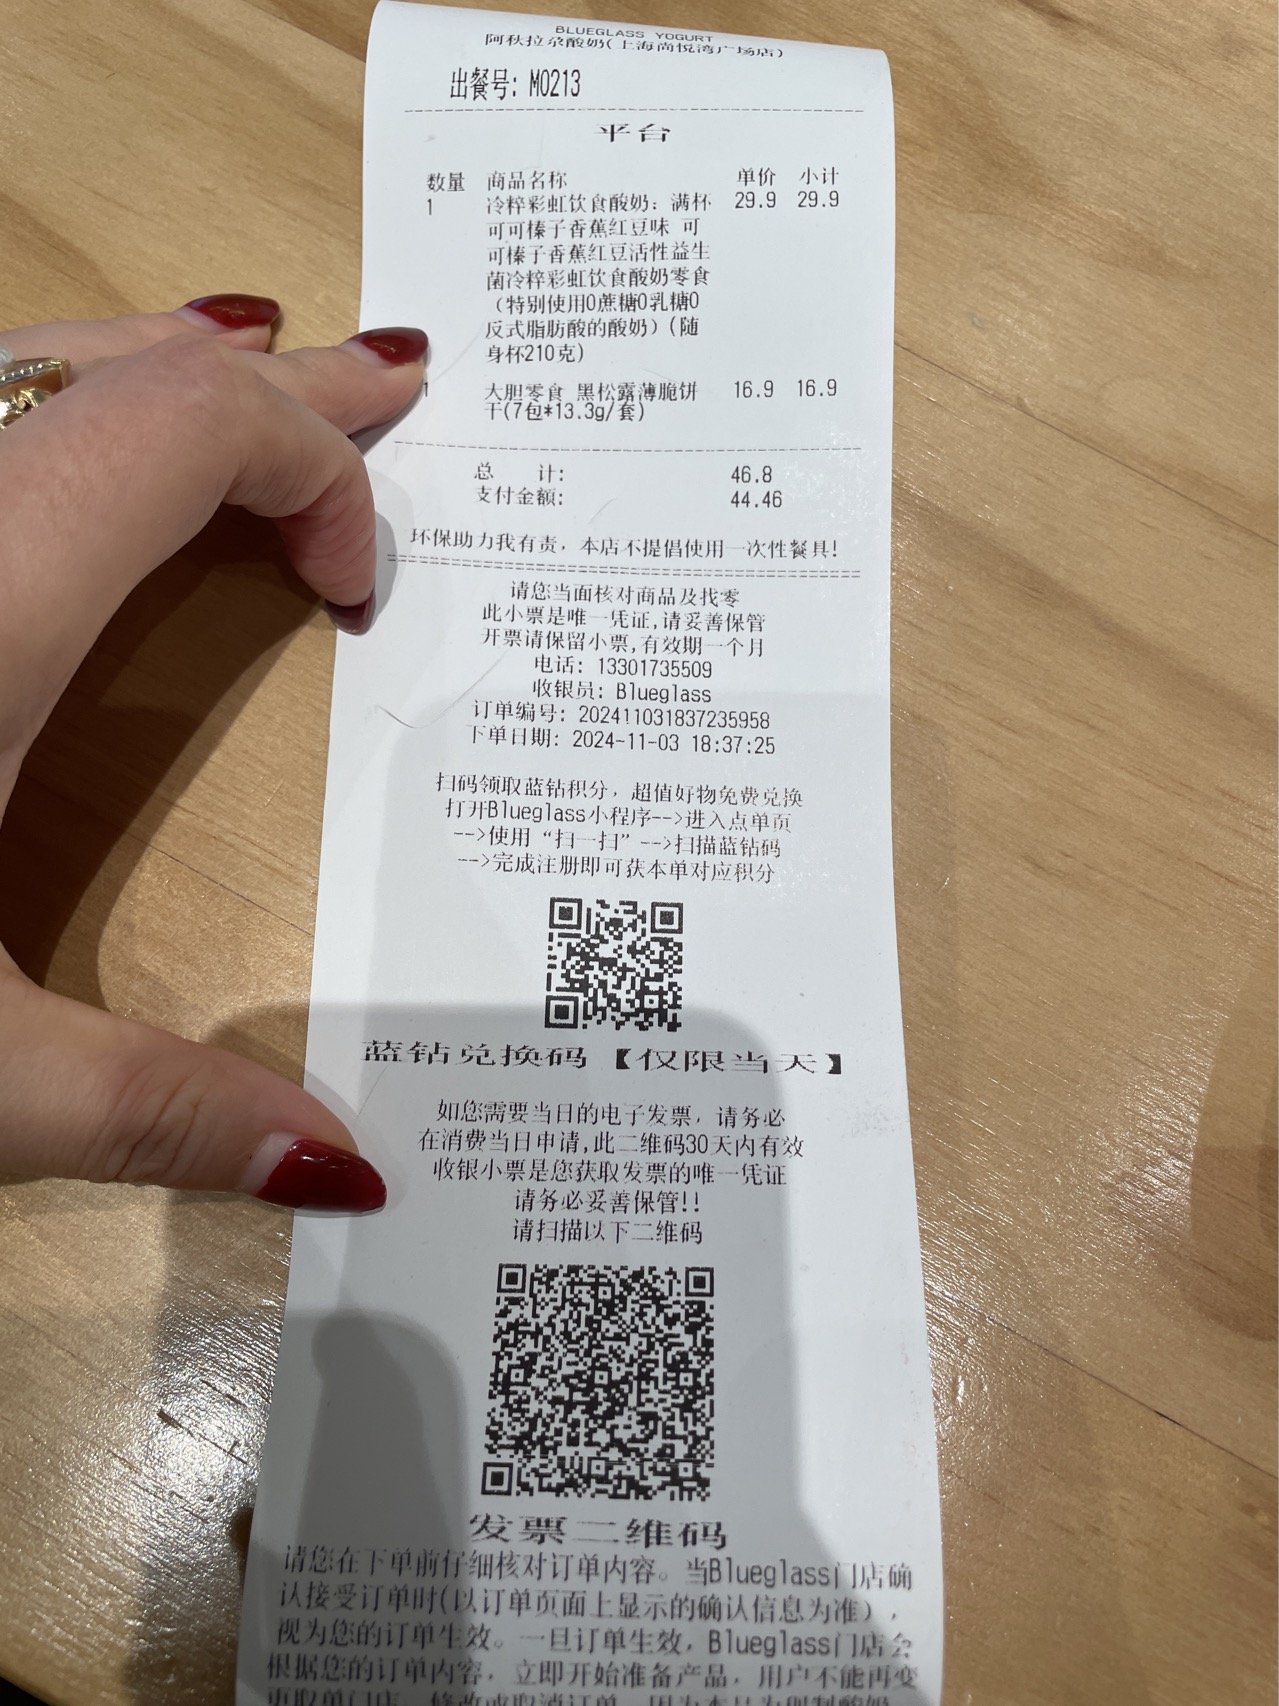 BLUEGLASS YOGURT
阿秋拉尕酸奶(上海尚悦湾广场店)
出餐号: M0213
平台
数量 商品名称 单价 小计
1 冷粹彩虹饮食酸奶: 满杯 29.9 29.9
可可榛子香蕉红豆味 可
可榛子香蕉红豆活性益生
菌冷粹彩虹饮食酸奶零食
(特别使用0蔗糖0乳糖0
反式脂肪酸的酸奶)(随
身杯210克)
1 大胆零食 黑松露薄脆饼 16.9 16.9
干(7包*13.3g/套)
总 计: 46.8
支付金额: 44.46
环保助力我有责, 本店不提倡使用一次性餐具!
请您当面核对商品及找零
此小票是唯一凭证,请妥善保管
开票请保留小票,有效期一个月
电话: 13301735509
收银员: Blueglass
订单编号: 202411031837235958
下单日期: 2024-11-03 18:37:25
扫码领取蓝钻积分, 超值好物免费兑换
打开Blueglass小程序-->进入点单页
-->使用“扫一扫”-->扫描蓝钻码
-->完成注册即可获本单对应积分
蓝钻兑换码【仅限当天】
如您需要当日的电子发票, 请务必
在消费当日申请,此二维码30天内有效
收银小票是您获取发票的唯一凭证
请务必妥善保管!!
请扫描以下二维码
发票二维码
请您在下单前仔细核对订单内容。当Blueglass门店确
认接受订单时(以订单页面上显示的确认信息为准),
视为您的订单生效。一旦订单生效, Blueglass门店会
根据您的订单内容, 立即开始准备产品, 用户不能再变
更取单门店、修改或取消订单。因为本品为现制酸奶